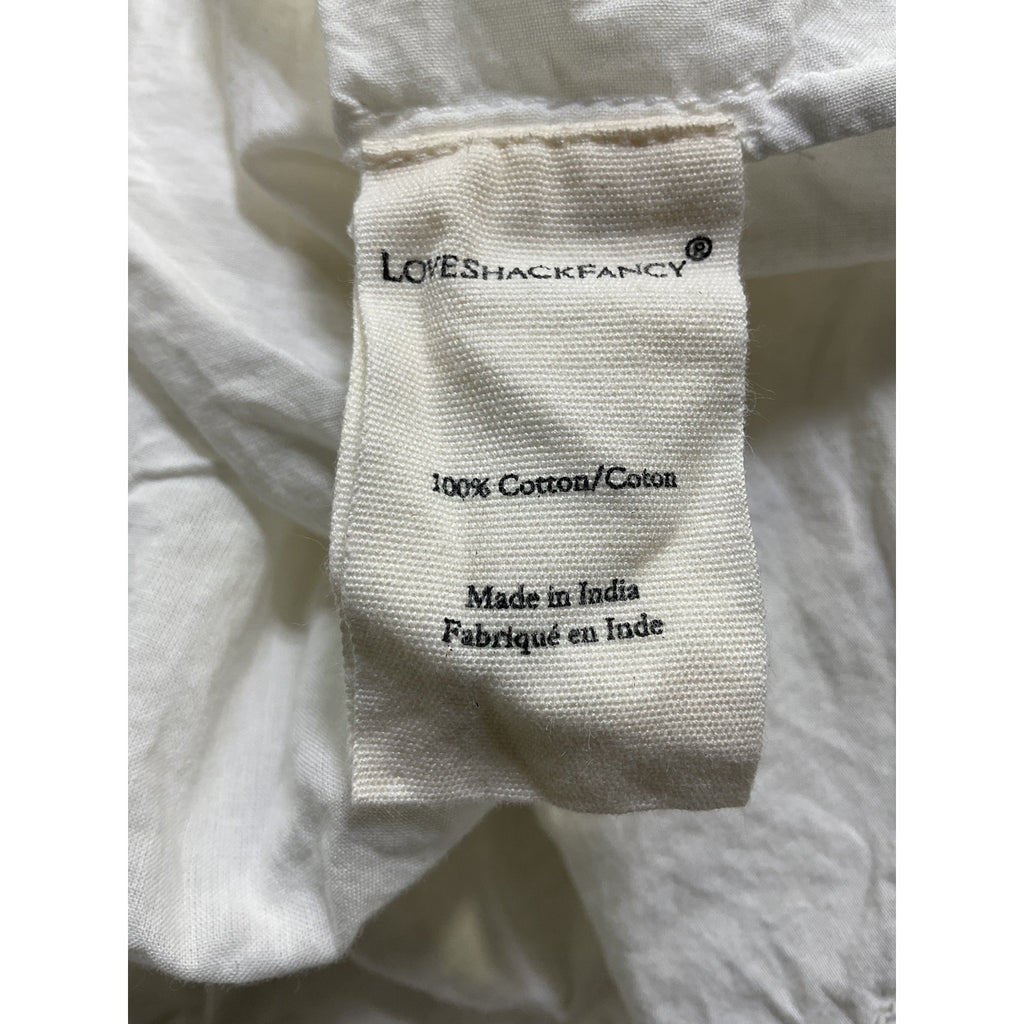 LOVESHACKFANCY®
100% Cotton/Coton
Made in India
Fabriqué en Inde